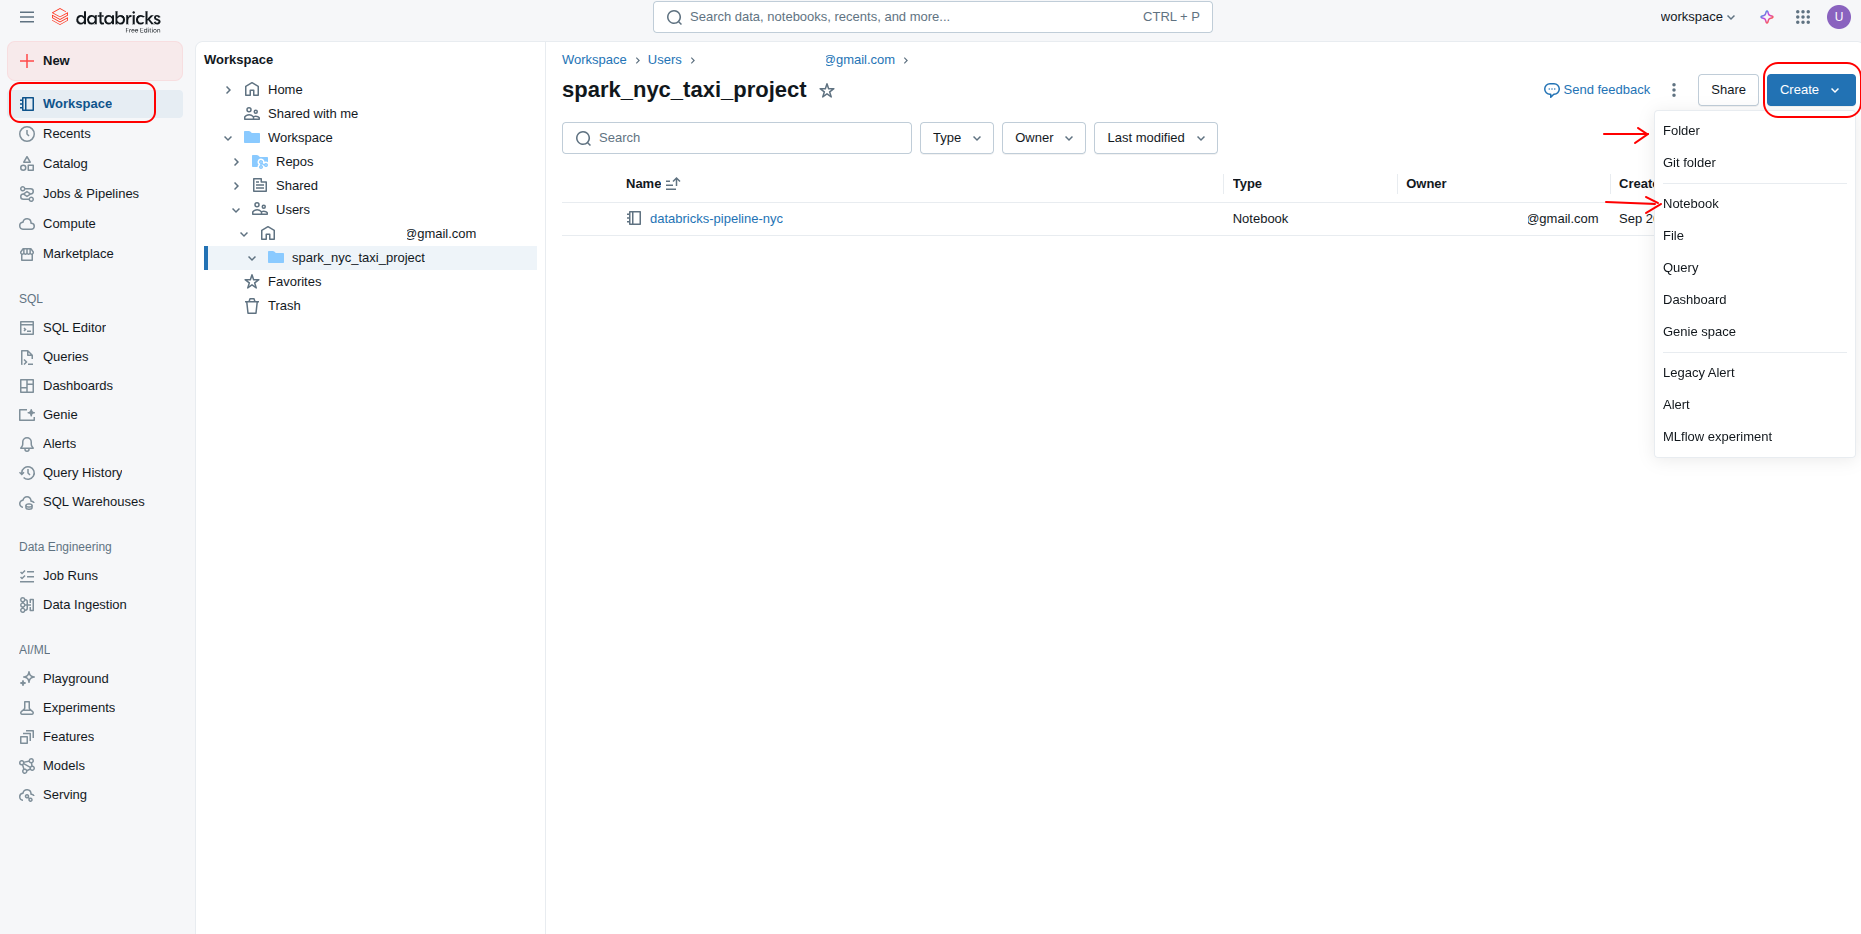 databricks
Free Edition
Search data, notebooks, recents, and more...
CTRL + P
workspace
U
New
Workspace
Recents
Catalog
Jobs & Pipelines
Compute
Marketplace
SQL
SQL Editor
Queries
Dashboards
Genie
Alerts
Query History
SQL Warehouses
Data Engineering
Job Runs
Data Ingestion
AI/ML
Playground
Experiments
Features
Models
Serving
Workspace
Home
Shared with me
Workspace
Repos
Shared
Users
@gmail.com
spark_nyc_taxi_project
Favorites
Trash
Workspace > Users > @gmail.com >
spark_nyc_taxi_project
Send feedback
Share
Create
Search
Type
Owner
Last modified
Name Type Owner Create
databricks-pipeline-nyc Notebook @gmail.com Sep 2
Folder
Git folder
Notebook
File
Query
Dashboard
Genie space
Legacy Alert
Alert
MLflow experiment